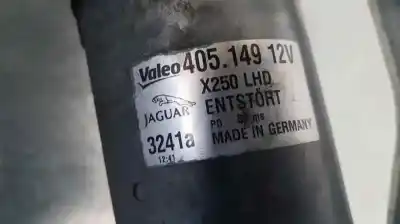 Valeo 405.149 12V
X250 LHD
JAGUAR ENTSTÖRT
3241a MADE IN GERMANY
12:41